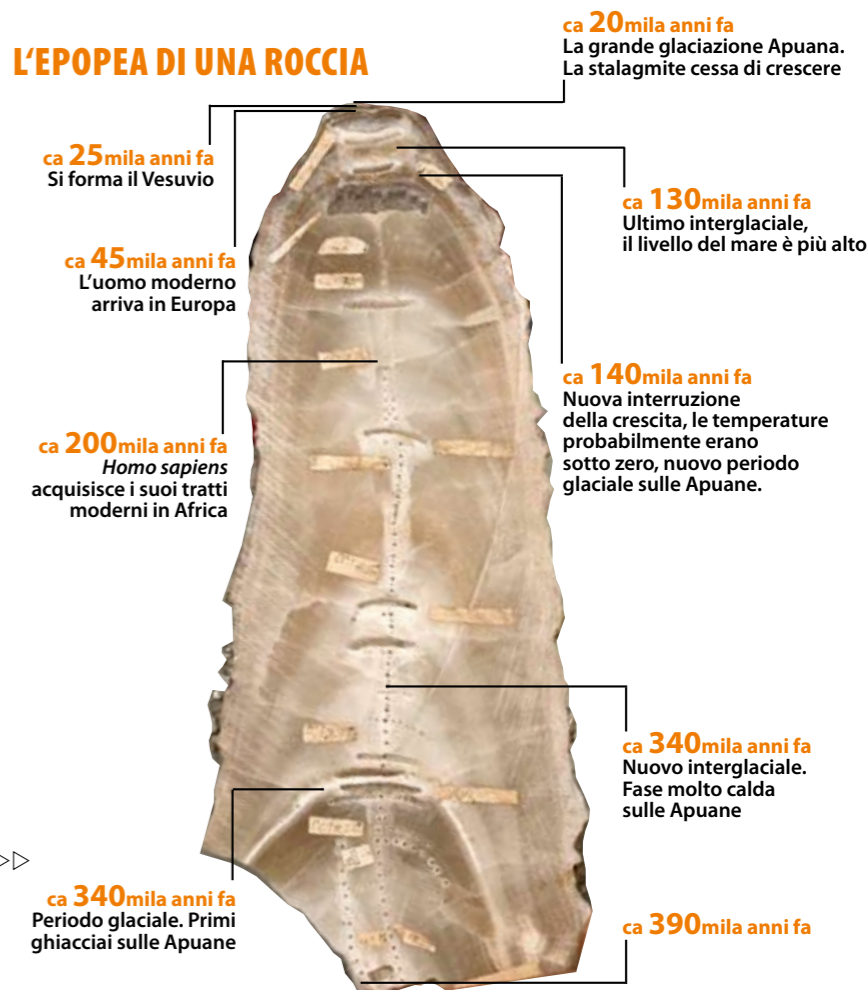 L'EPOPEA DI UNA ROCCIA
ca 20mila anni fa
La grande glaciazione Apuana.
La stalagmite cessa di crescere
ca 25mila anni fa
Si forma il Vesuvio
ca 45mila anni fa
L'uomo moderno
arriva in Europa
ca 130mila anni fa
Ultimo interglaciale,
il livello del mare è più alto
ca 140mila anni fa
Nuova interruzione
della crescita, le temperature
probabilmente erano
sotto zero, nuovo periodo
glaciale sulle Apuane.
ca 200mila anni fa
Homo sapiens
acquisisce i suoi tratti
moderni in Africa
ca 340mila anni fa
Nuovo interglaciale.
Fase molto calda
sulle Apuane
ca 340mila anni fa
Periodo glaciale. Primi
ghiacciai sulle Apuane
ca 390mila anni fa